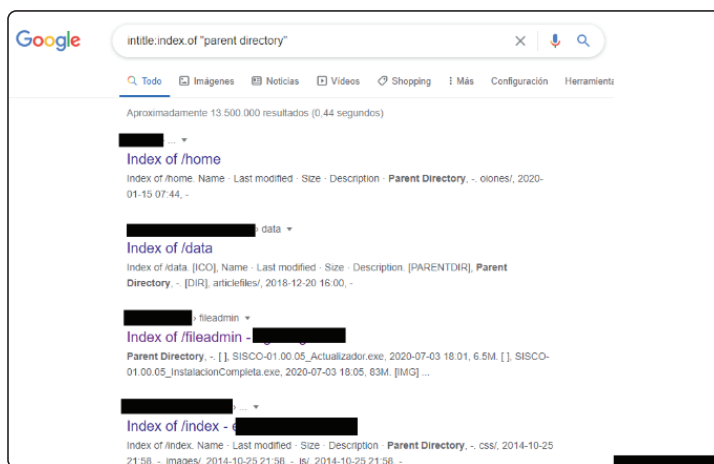 Google
intitle:index.of "parent directory"
Todo Imágenes Noticias Vídeos Shopping Más Configuración Herramienta
Aproximadamente 13.500.000 resultados (0,44 segundos)
...
Index of /home
Index of /home. Name · Last modified · Size · Description · Parent Directory, -. oiones/, 2020-
01-15 07:44, -
› data
Index of /data
Index of /data. [ICO], Name · Last modified · Size · Description. [PARENTDIR], Parent
Directory, -. [DIR], articlefiles/, 2018-12-20 16:00, -
› fileadmin
Index of /fileadmin -
Parent Directory, -. [ ], SISCO-01.00.05_Actualizador.exe, 2020-07-03 18:01, 6.5M. [ ], SISCO-
01.00.05_InstalacionCompleta.exe, 2020-07-03 18:05, 83M. [IMG] ...
› ...
Index of /index -
Index of /index. Name · Last modified · Size · Description · Parent Directory, -. css/, 2014-10-25
21:58, -. images/, 2014-10-25 21:58, -. js/, 2014-10-25 21:58, -